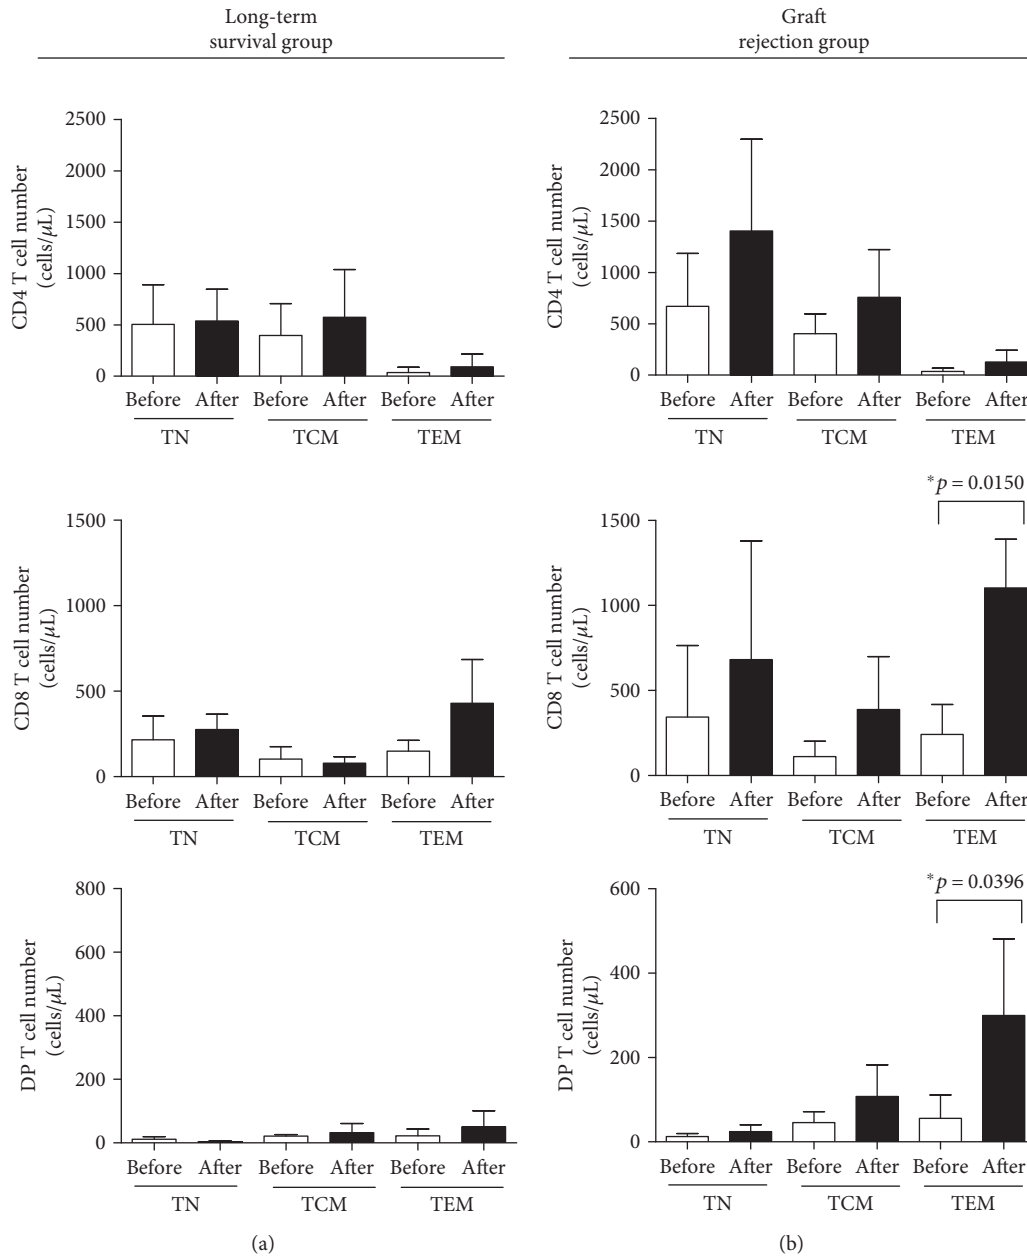 Long-term
survival group
Graft
rejection group
CD4 T cell number
(cells/μL)
2500
2000
1500
1000
500
0
Before After Before After Before After
TN TCM TEM
CD4 T cell number
(cells/μL)
2500
2000
1500
1000
500
0
Before After Before After Before After
TN TCM TEM
CD8 T cell number
(cells/μL)
1500
1000
500
0
Before After Before After Before After
TN TCM TEM
*p = 0.0150
CD8 T cell number
(cells/μL)
1500
1000
500
0
Before After Before After Before After
TN TCM TEM
DP T cell number
(cells/μL)
800
600
400
200
0
Before After Before After Before After
TN TCM TEM
(a)
*p = 0.0396
DP T cell number
(cells/μL)
600
400
200
0
Before After Before After Before After
TN TCM TEM
(b)